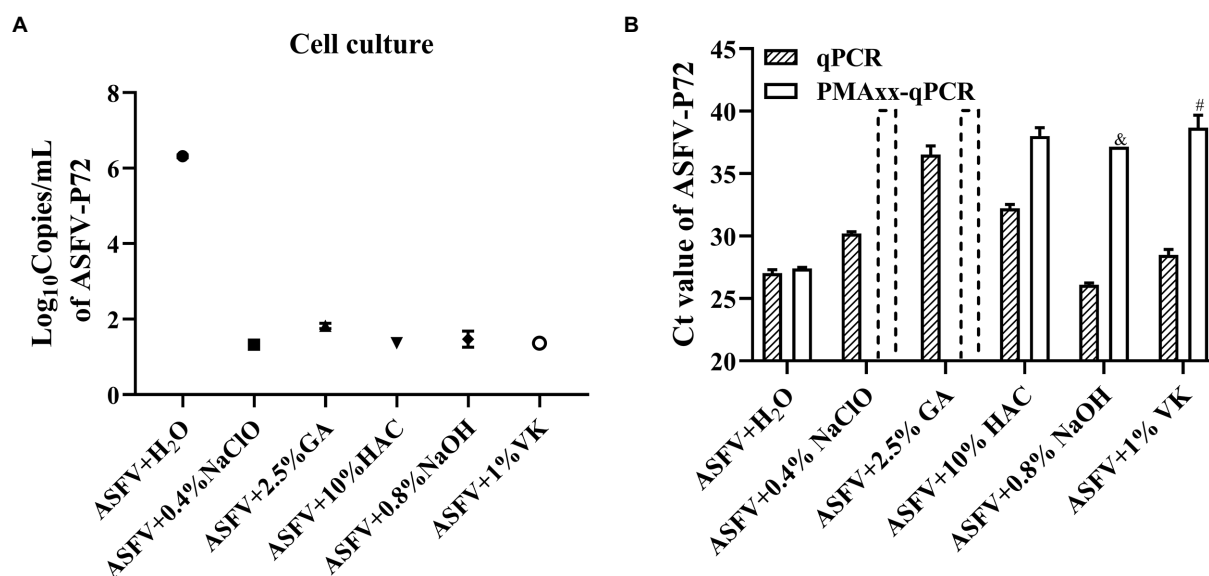 A
Cell culture
Log₁₀Copies/mL
of ASFV-P72
8
6
4
2
0
ASFV+H₂O
ASFV+0.4%NaClO
ASFV+2.5%GA
ASFV+10%HAC
ASFV+0.8%NaOH
ASFV+1%VK
B
Ct value of ASFV-P72
45
40
35
30
25
20
qPCR
PMAxx-qPCR
&
#
ASFV+H₂O
ASFV+0.4% NaClO
ASFV+2.5% GA
ASFV+10% HAC
ASFV+0.8% NaOH
ASFV+1% VK